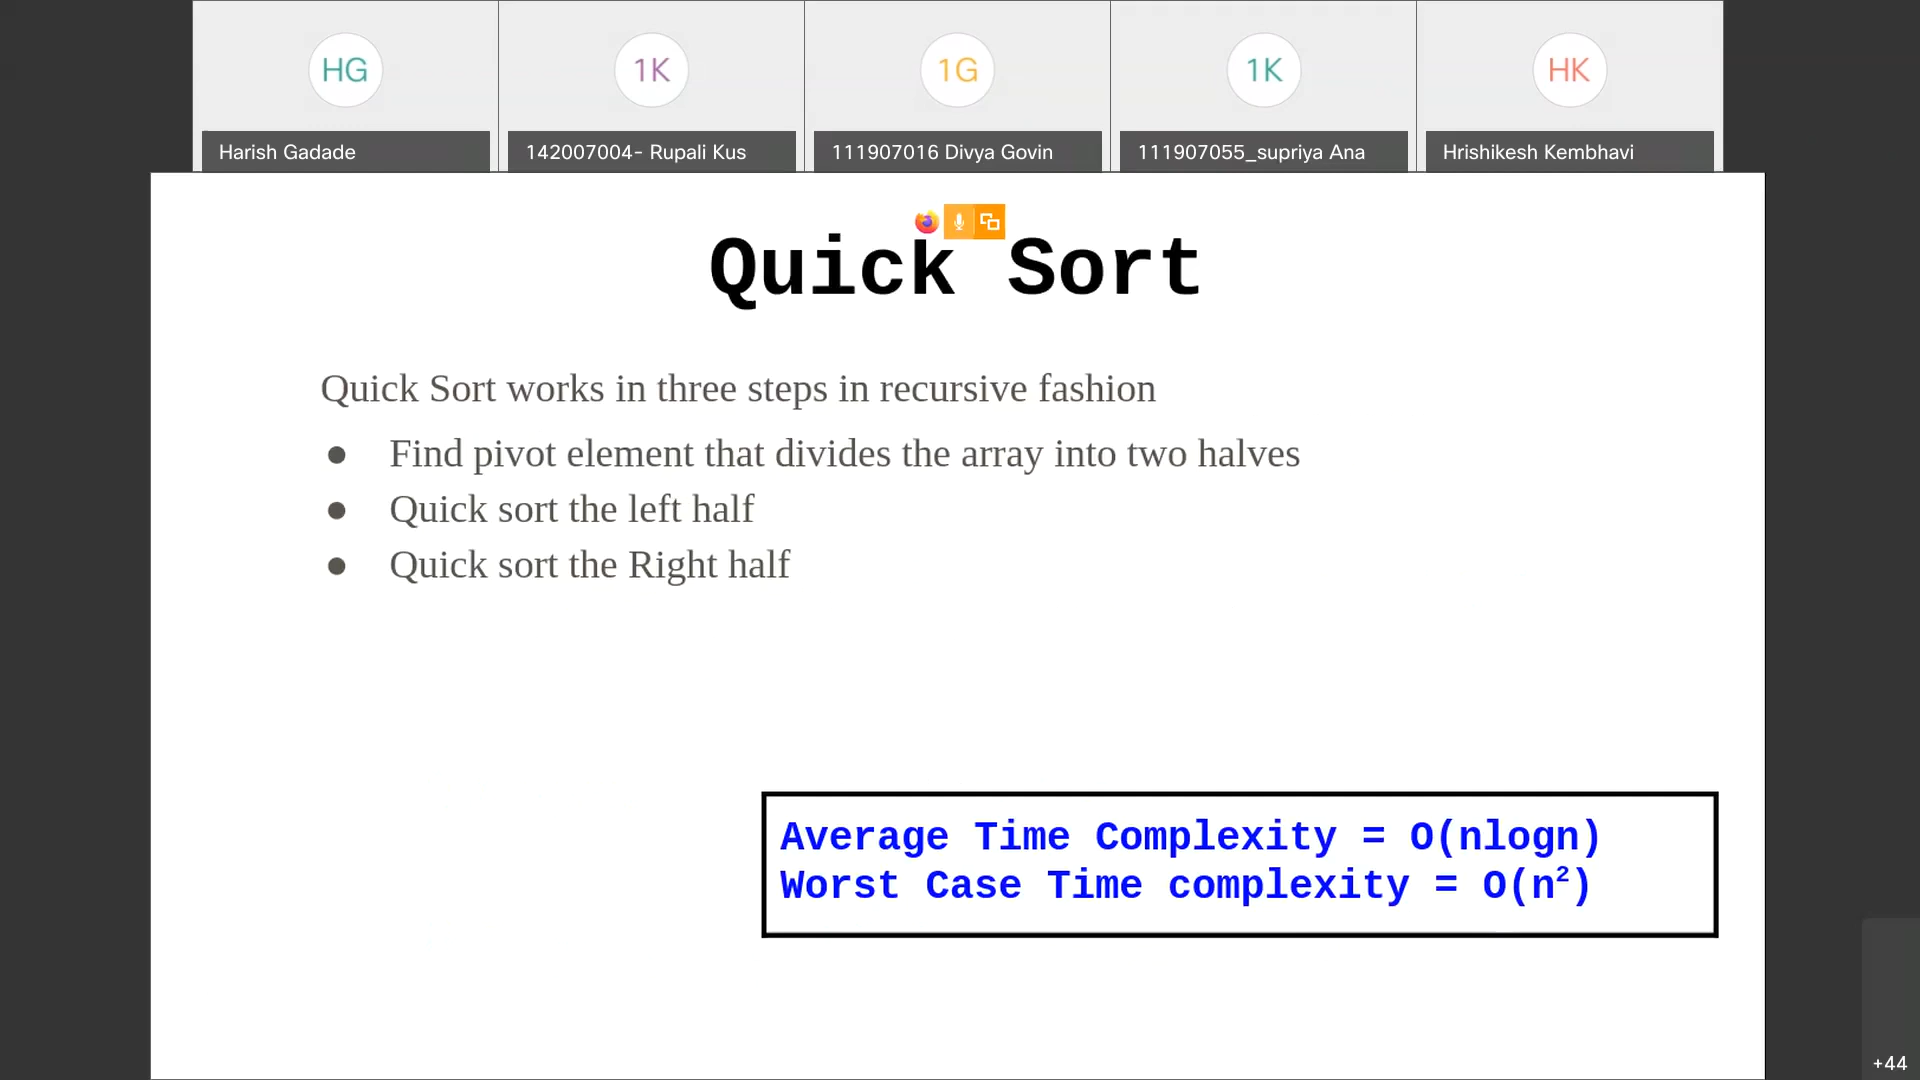 HG
1K
1G
1K
HK
Harish Gadade
142007004- Rupali Kus
111907016 Divya Govin
111907055_supriya Ana
Hrishikesh Kembhavi
Quick Sort
Quick Sort works in three steps in recursive fashion
● Find pivot element that divides the array into two halves
● Quick sort the left half
● Quick sort the Right half
Average Time Complexity = O(nlogn)
Worst Case Time complexity = O(n²)
+44